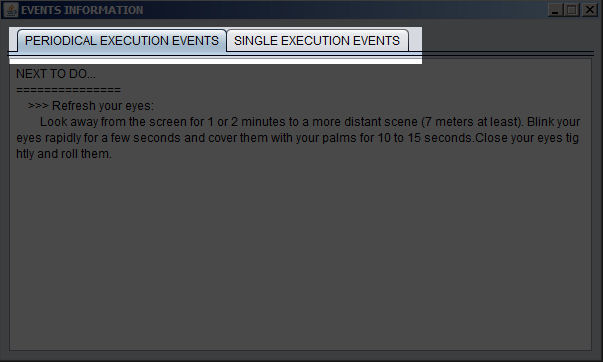 EVENTS INFORMATION
PERIODICAL EXECUTION EVENTS SINGLE EXECUTION EVENTS
NEXT TO DO...
===============
>>> Refresh your eyes:
Look away from the screen for 1 or 2 minutes to a more distant scene (7 meters at least). Blink your
eyes rapidly for a few seconds and cover them with your palms for 10 to 15 seconds.Close your eyes tig
htly and roll them.